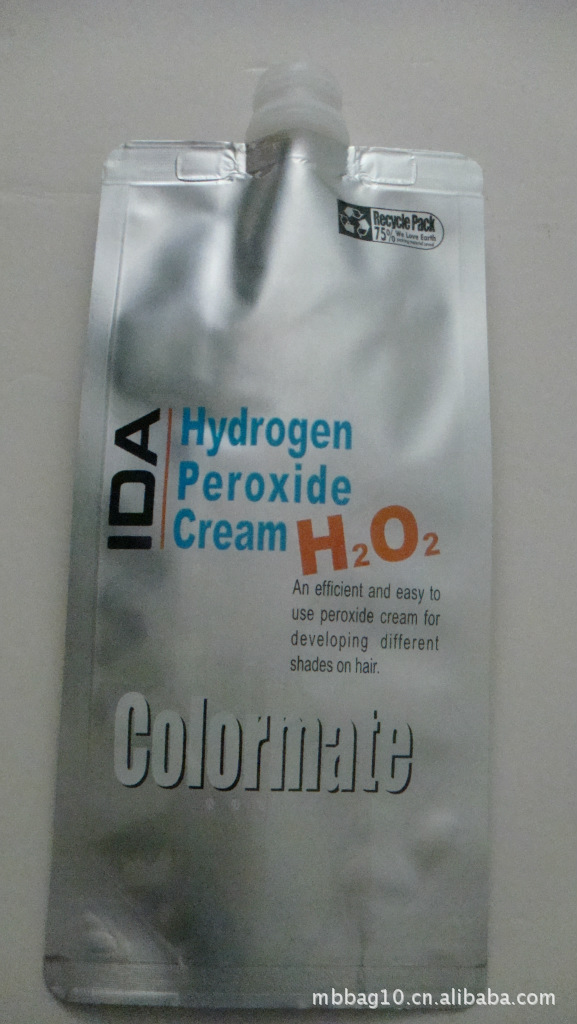 Recycle Pack
75% We Love Earth
IDA
Hydrogen
Peroxide
Cream H₂O₂
An efficient and easy to
use peroxide cream for
developing different
shades on hair.
Colormate
mbbag10.cn.alibaba.com